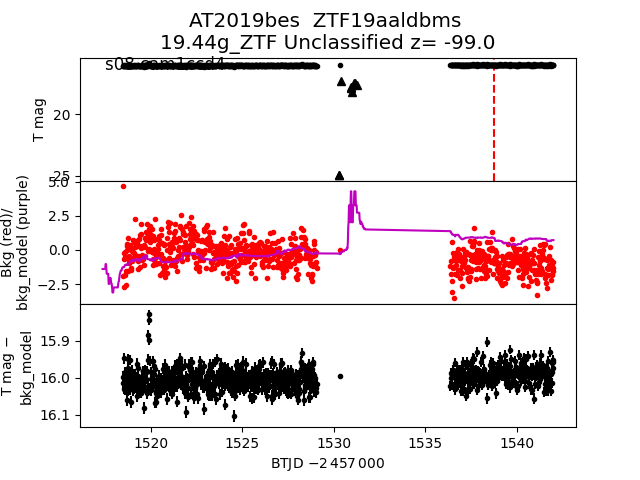 AT2019bes  ZTF19aaldbms
19.44g_ZTF Unclassified z= -99.0
s08
20
25
T mag
5.0
2.5
0.0
−2.5
Bkg (red)/
bkg_model (purple)
15.9
16.0
16.1
T mag −
bkg_model
1520
1525
1530
1535
1540
BTJD −2 457 000